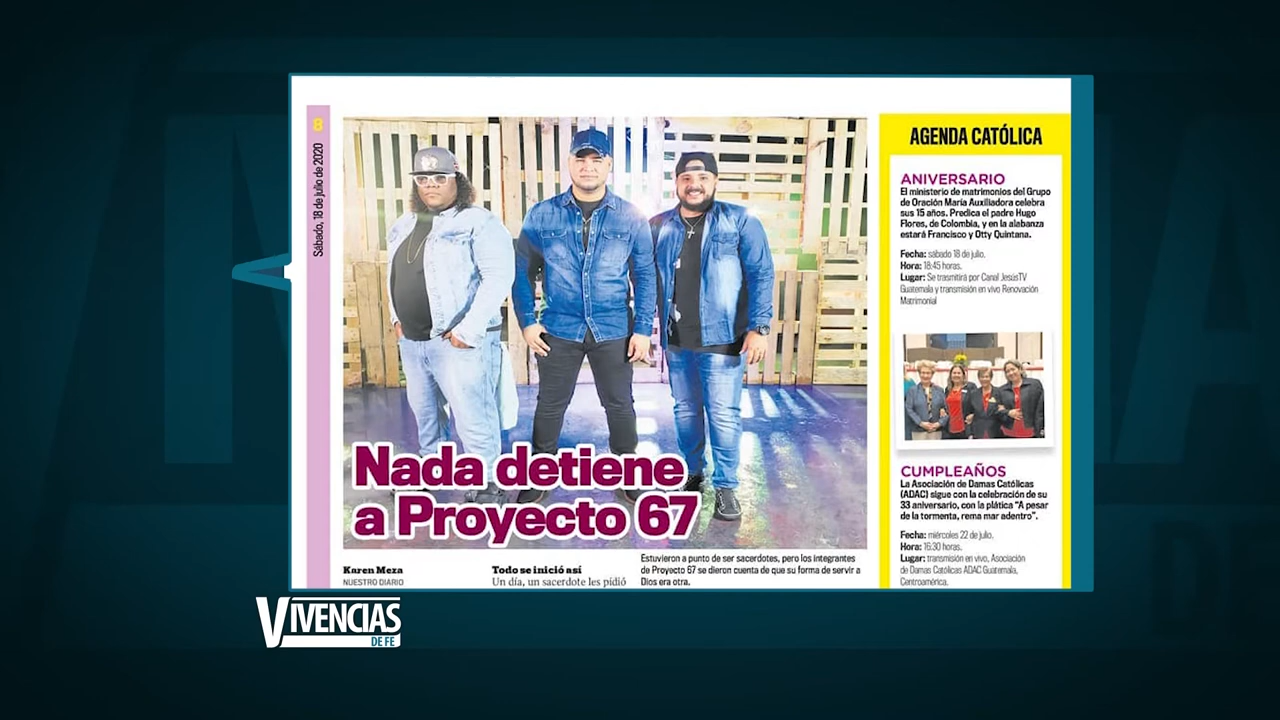 8
Sábado, 18 de julio de 2020
Nada detiene
a Proyecto 67
Karen Meza
NUESTRO DIARIO
Todo se inició así
Un día, un sacerdote les pidió
Estuvieron a punto de ser sacerdotes, pero los integrantes
de Proyecto 67 se dieron cuenta de que su forma de servir a
Dios era otra.
AGENDA CATÓLICA
ANIVERSARIO
El ministerio de matrimonios del Grupo
de Oración María Auxiliadora celebra
sus 15 años. Predica el padre Hugo
Flores, de Colombia, y en la alabanza
estará Francisco y Otty Quintana.
Fecha: sábado 18 de julio.
Hora: 18:45 horas.
Lugar: Se trasmitirá por Canal JesúsTV
Guatemala y transmisión en vivo Renovación
Matrimonial
CUMPLEAÑOS
La Asociación de Damas Católicas
(ADAC) sigue con la celebración de su
33 aniversario, con la plática “A pesar
de la tormenta, rema mar adentro”.
Fecha: miércoles 22 de julio.
Hora: 16:30 horas.
Lugar: transmisión en vivo, Asociación
de Damas Católicas ADAC Guatemala,
Centroamérica.
VIVENCIAS
DE FE